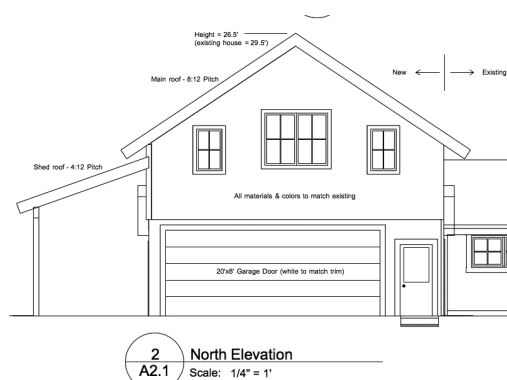 Height = 26.5'
(existing house = 29.5')
Main roof - 8:12 Pitch
New
Existing
Shed roof - 4:12 Pitch
All materials & colors to match existing
20'x8' Garage Door (white to match trim)
2
North Elevation
A2.1
Scale: 1/4" = 1'